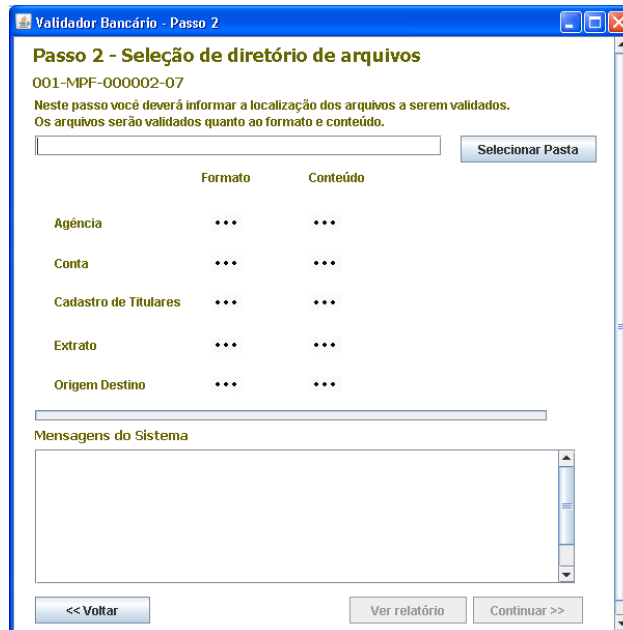 Validador Bancário - Passo 2
Passo 2 - Seleção de diretório de arquivos
001-MPF-000002-07
Neste passo você deverá informar a localização dos arquivos a serem validados.
Os arquivos serão validados quanto ao formato e conteúdo.
Selecionar Pasta
Formato Conteúdo
Agência ... ...
Conta ... ...
Cadastro de Titulares ... ...
Extrato ... ...
Origem Destino ... ...
Mensagens do Sistema
<< Voltar Ver relatório Continuar >>